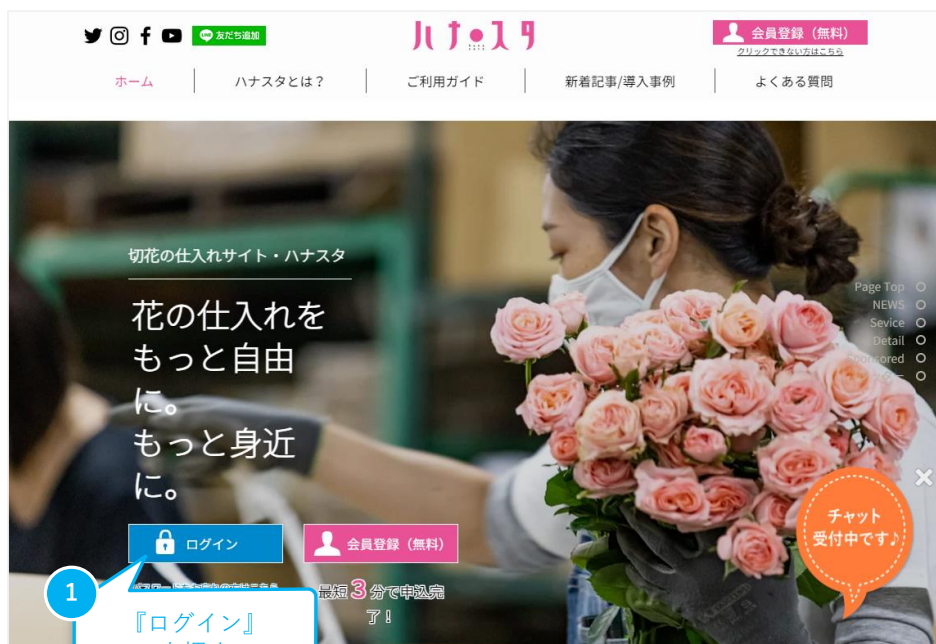 友だち追加
ハナスタ
会員登録（無料）
クリックできない方はこちら
ホーム
ハナスタとは？
ご利用ガイド
新着記事/導入事例
よくある質問
切花の仕入れサイト・ハナスタ
花の仕入れを
もっと自由
に。
もっと身近
に。
Page Top
NEWS
Sevice
Detail
チャット
受付中です♪
ログイン
会員登録（無料）
最短3分で申込完
了！
1
『ログイン』